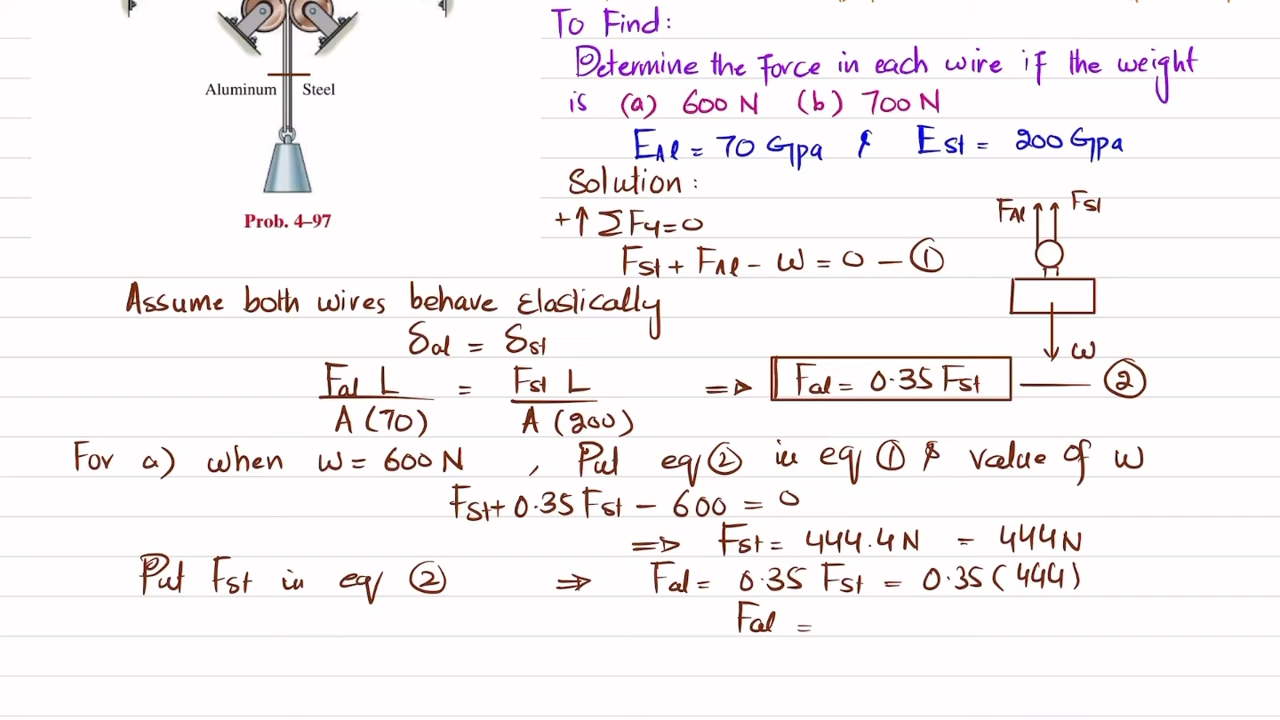 To Find:
Determine the Force in each wire if the weight
is (a) 600 N (b) 700 N
EAl = 70 Gpa & Est = 200 Gpa
Aluminum Steel
Prob. 4–97
Solution:
+↑ ΣFy=0
Fst + FAl - w = 0 — ①
FAl Fst
w
Assume both wires behave Elastically
δal = δst
Fal L / A (70) = Fst L / A (200) ⇒ Fal = 0.35 Fst — ②
For a) when w = 600 N , Put eq ② in eq ① & value of w
Fst + 0.35 Fst - 600 = 0
⇒ Fst = 444.4 N = 444 N
Put Fst in eq ② ⇒ Fal = 0.35 Fst = 0.35 (444)
Fal =